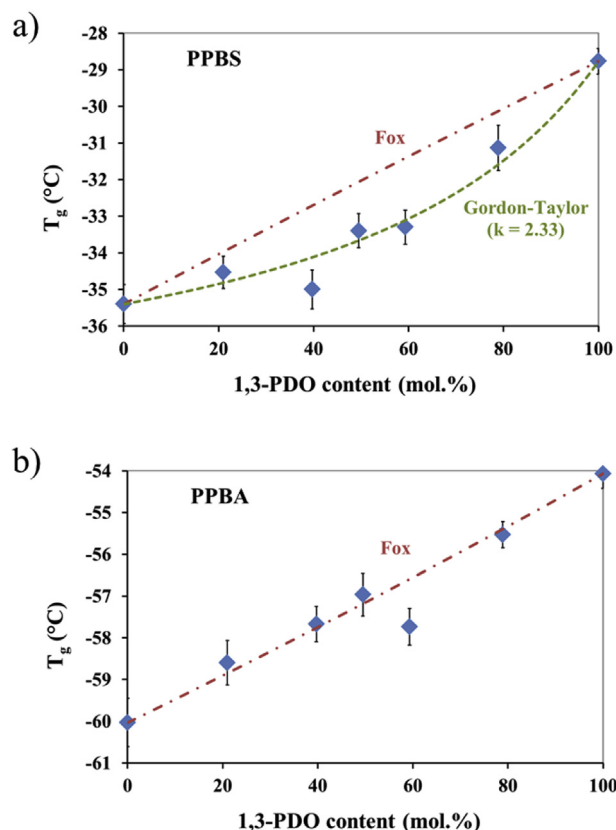 a)
-28
PPBS
-29
-30
Fox
-31
-32
Gordon-Taylor
(k = 2.33)
-33
-34
-35
-36
Tg (°C)
0 20 40 60 80 100
1,3-PDO content (mol.%)
b)
-54
PPBA
-55
Fox
-56
-57
-58
-59
-60
-61
Tg (°C)
0 20 40 60 80 100
1,3-PDO content (mol.%)